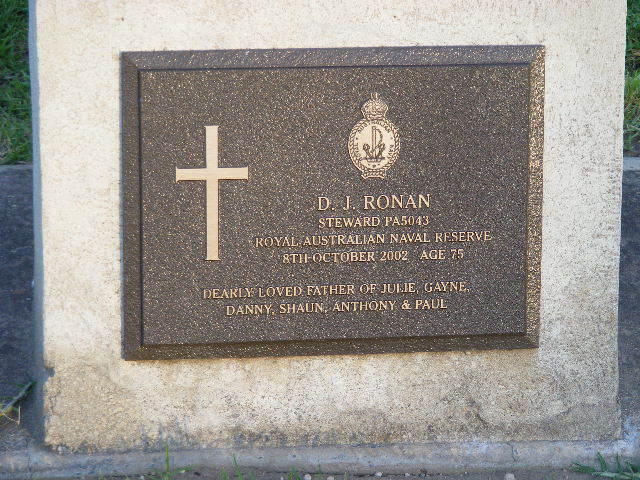 D. J. RONAN
STEWARD PA5043
ROYAL AUSTRALIAN NAVAL RESERVE
8TH OCTOBER 2002 AGE 75
DEARLY LOVED FATHER OF JULIE, GAYNE,
DANNY, SHAUN, ANTHONY & PAUL